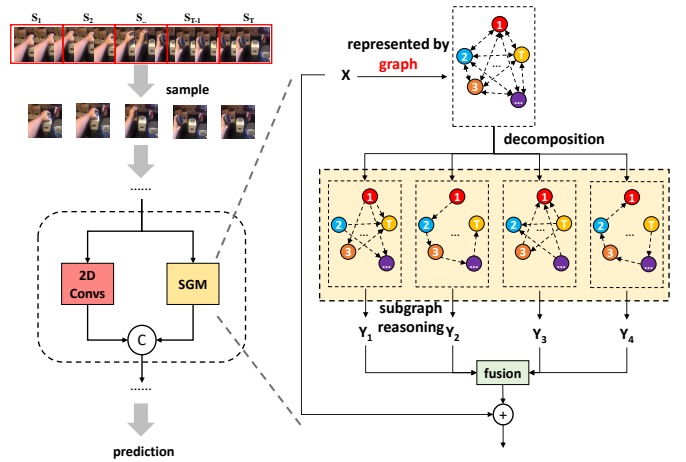 S1 S2 S... ST-1 ST
sample
......
2D
Convs
SGM
C
......
prediction
represented by
graph
X
1
2
T
...
3
...
decomposition
1
2
T
...
3
...
1
2
T
...
3
...
1
2
T
...
3
...
1
2
T
...
3
...
subgraph
reasoning
Y1 Y2 Y3 Y4
fusion
+